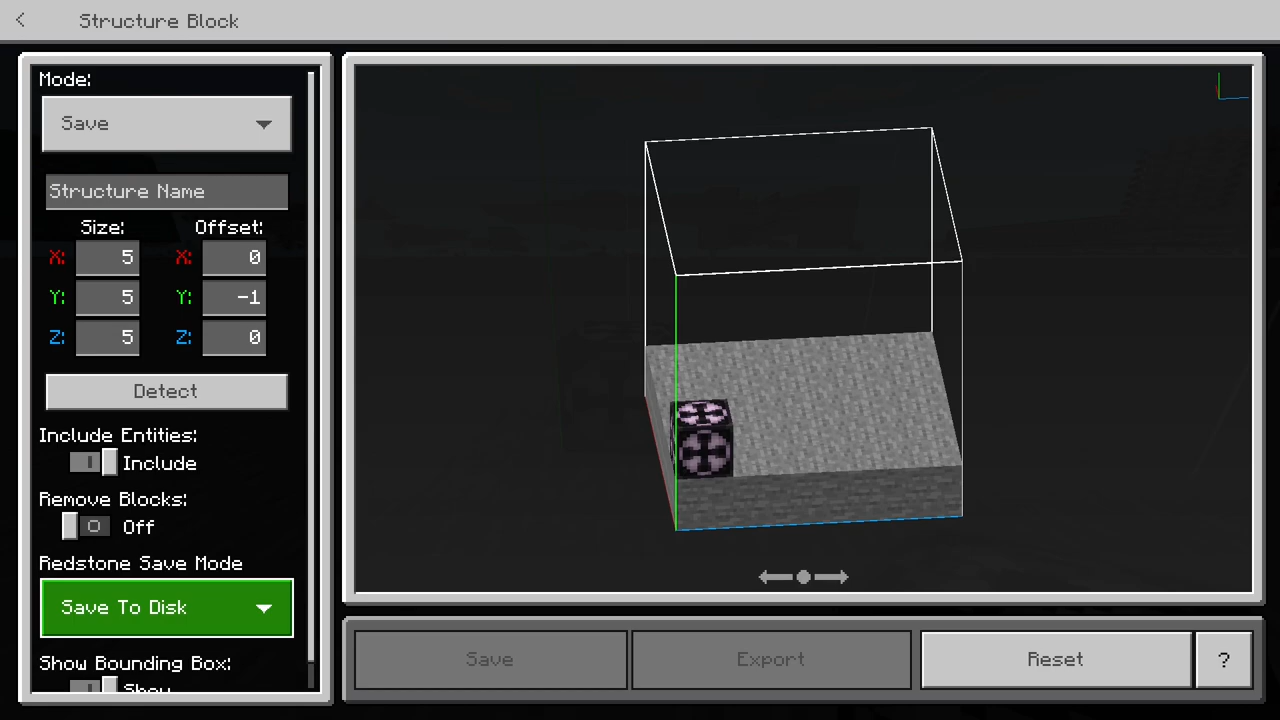 Structure Block
Mode:
Save
Structure Name
Size: Offset:
X: 5 X: 0
Y: 5 Y: -1
Z: 5 Z: 0
Detect
Include Entities:
Include
Remove Blocks:
Off
Redstone Save Mode
Save To Disk
Show Bounding Box:
Show
Save Export Reset ?